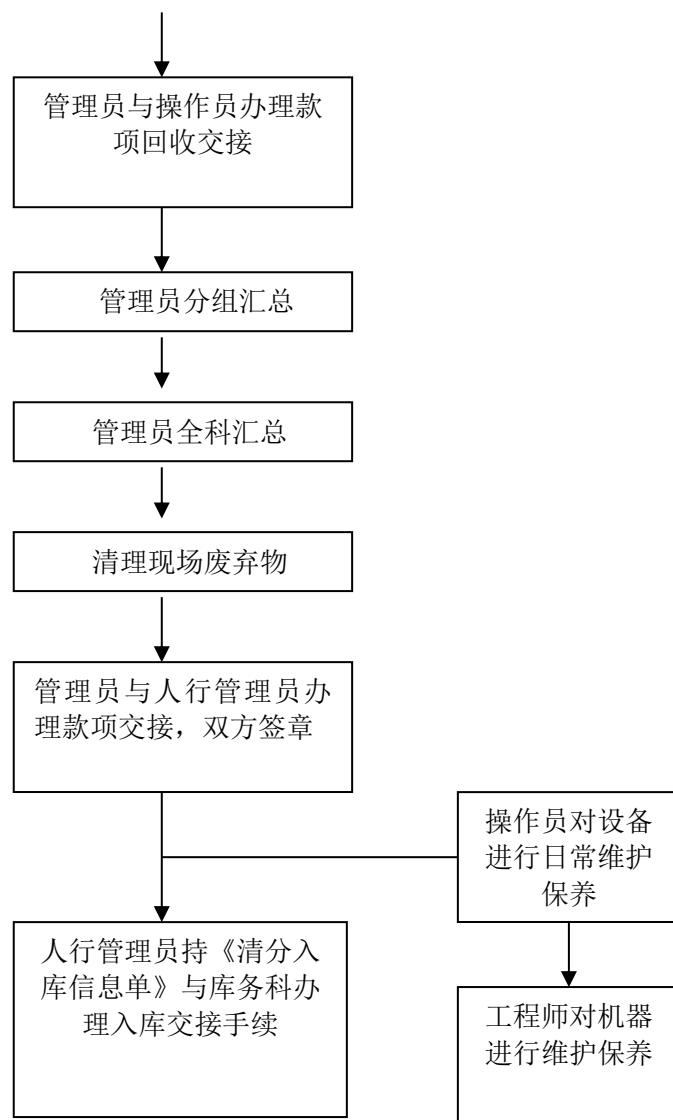 管理员与操作员办理款
项回收交接
管理员分组汇总
管理员全科汇总
清理现场废弃物
管理员与人行管理员办
理款项交接，双方签章
操作员对设备
进行日常维护
保养
人行管理员持《清分入
库信息单》与库务科办
理入库交接手续
工程师对机器
进行维护保养